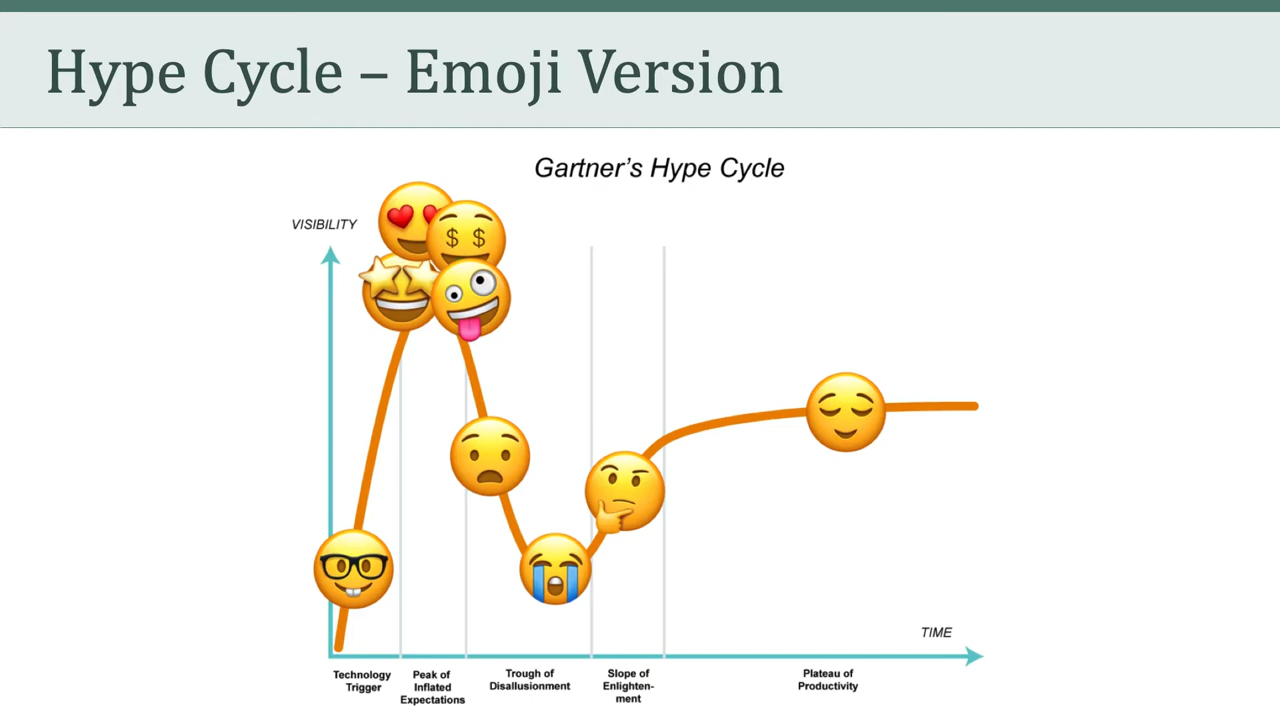 Hype Cycle – Emoji Version
Gartner's Hype Cycle
VISIBILITY
$ $
TIME
Technology
Trigger
Peak of
Inflated
Expectations
Trough of
Disallusionment
Slope of
Enlighten-
ment
Plateau of
Productivity